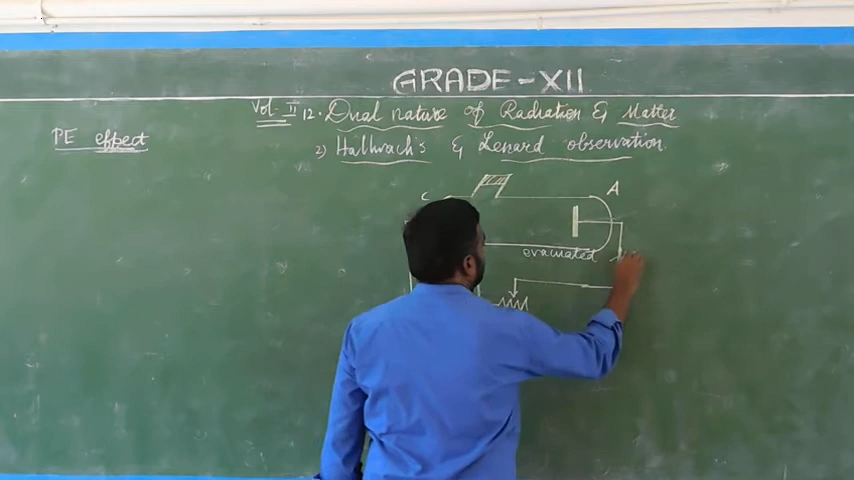 GRADE-XII
Vol-II 12. Dual nature of Radiation & Matter
PE effect
2) Hallwach's & Lenard observation
C A
evacuated